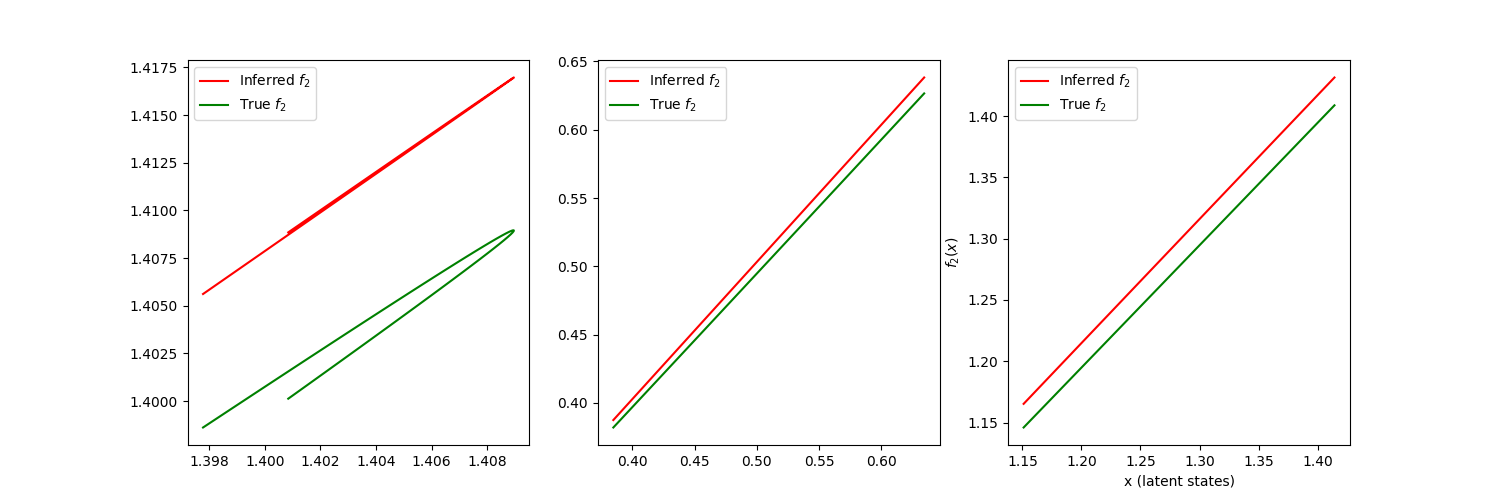 Inferred f₂
True f₂
1.4175
1.4150
1.4125
1.4100
1.4075
1.4050
1.4025
1.4000
1.398 1.400 1.402 1.404 1.406 1.408
Inferred f₂
True f₂
0.65
0.60
0.55
0.50
0.45
0.40
0.40 0.45 0.50 0.55 0.60
Inferred f₂
True f₂
f₂(x)
1.40
1.35
1.30
1.25
1.20
1.15
1.15 1.20 1.25 1.30 1.35 1.40
x (latent states)